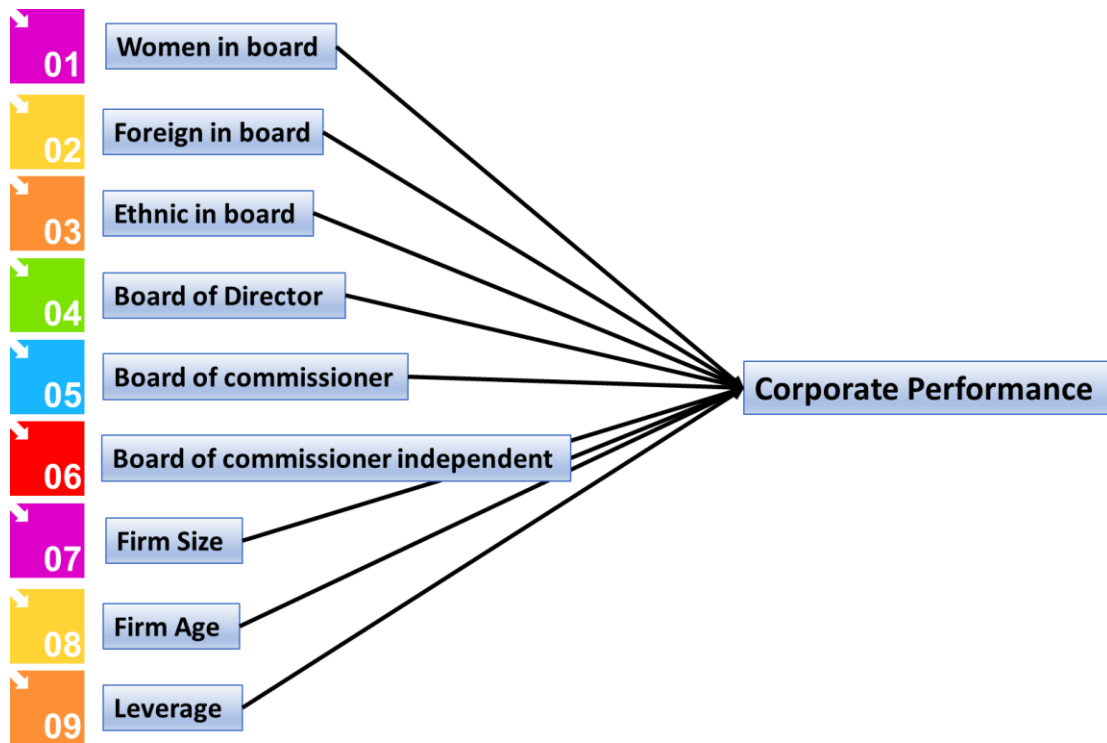 01
Women in board
02
Foreign in board
03
Ethnic in board
04
Board of Director
05
Board of commissioner
Corporate Performance
06
Board of commissioner independent
07
Firm Size
08
Firm Age
09
Leverage